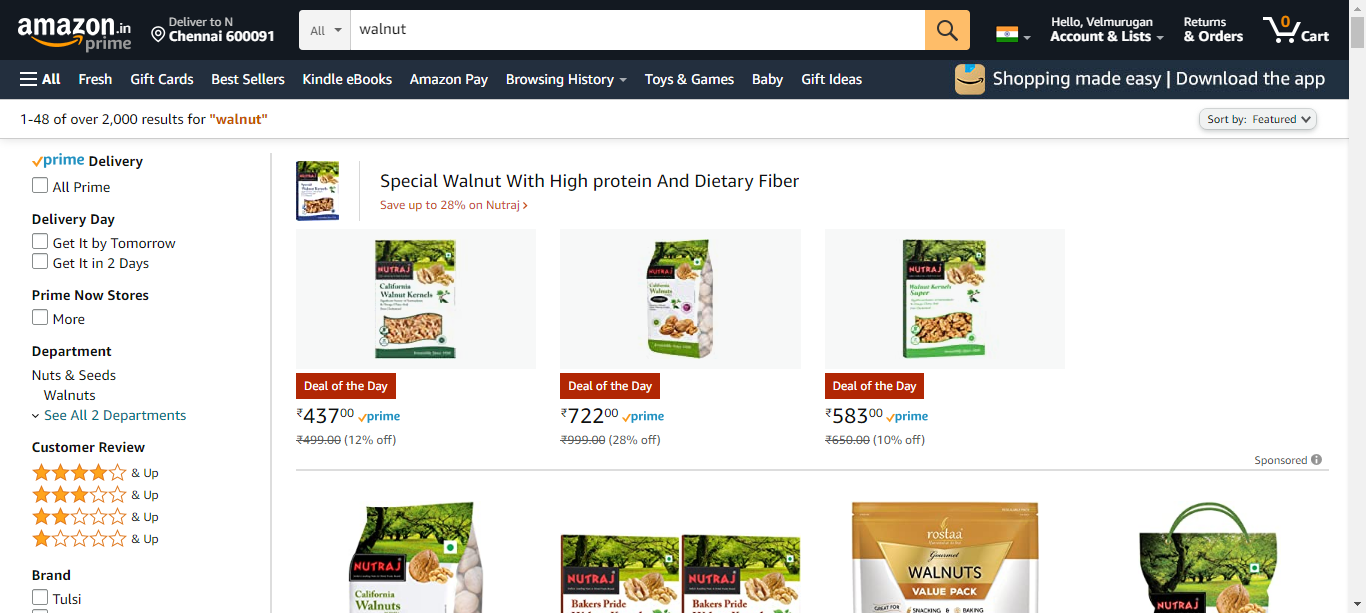 amazon.in
prime
Deliver to N
Chennai 600091
All
walnut
Hello, Velmurugan
Account & Lists
Returns
& Orders
0
Cart
All
Fresh
Gift Cards
Best Sellers
Kindle eBooks
Amazon Pay
Browsing History
Toys & Games
Baby
Gift Ideas
Shopping made easy | Download the app
1-48 of over 2,000 results for "walnut"
Sort by: Featured
prime Delivery
All Prime
Delivery Day
Get It by Tomorrow
Get It in 2 Days
Prime Now Stores
More
Department
Nuts & Seeds
Walnuts
See All 2 Departments
Customer Review
& Up
& Up
& Up
& Up
Brand
Tulsi
NUTRAJ
Special Walnut With High protein And Dietary Fiber
Save up to 28% on Nutraj
NUTRAJ
California
Walnut Kernels
Deal of the Day
₹43700 prime
₹499.00 (12% off)
NUTRAJ
California
Walnuts
Deal of the Day
₹72200 prime
₹999.00 (28% off)
NUTRAJ
Walnut Kernels
Super
Deal of the Day
₹58300 prime
₹650.00 (10% off)
Sponsored
NUTRAJ
California
Walnuts
NUTRAJ
Bakers Pride
NUTRAJ
Bakers Pride
rostaa
Gourmet
WALNUTS
VALUE PACK
GREAT FOR
SNACKING &
BAKING
NUTRAJ